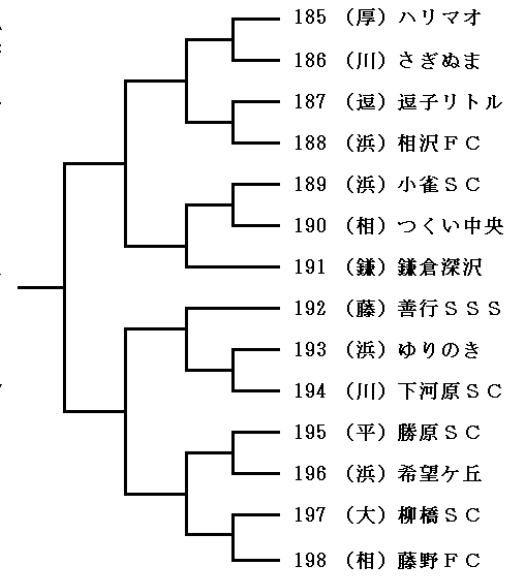 185 （厚）ハリマオ
186 （川）さぎぬま
187 （逗）逗子リトル
188 （浜）相沢ＦＣ
189 （浜）小雀ＳＣ
190 （相）つくい中央
191 （鎌）鎌倉深沢
192 （藤）善行ＳＳＳ
193 （浜）ゆりのき
194 （川）下河原ＳＣ
195 （平）勝原ＳＣ
196 （浜）希望ケ丘
197 （大）柳橋ＳＣ
198 （相）藤野ＦＣ